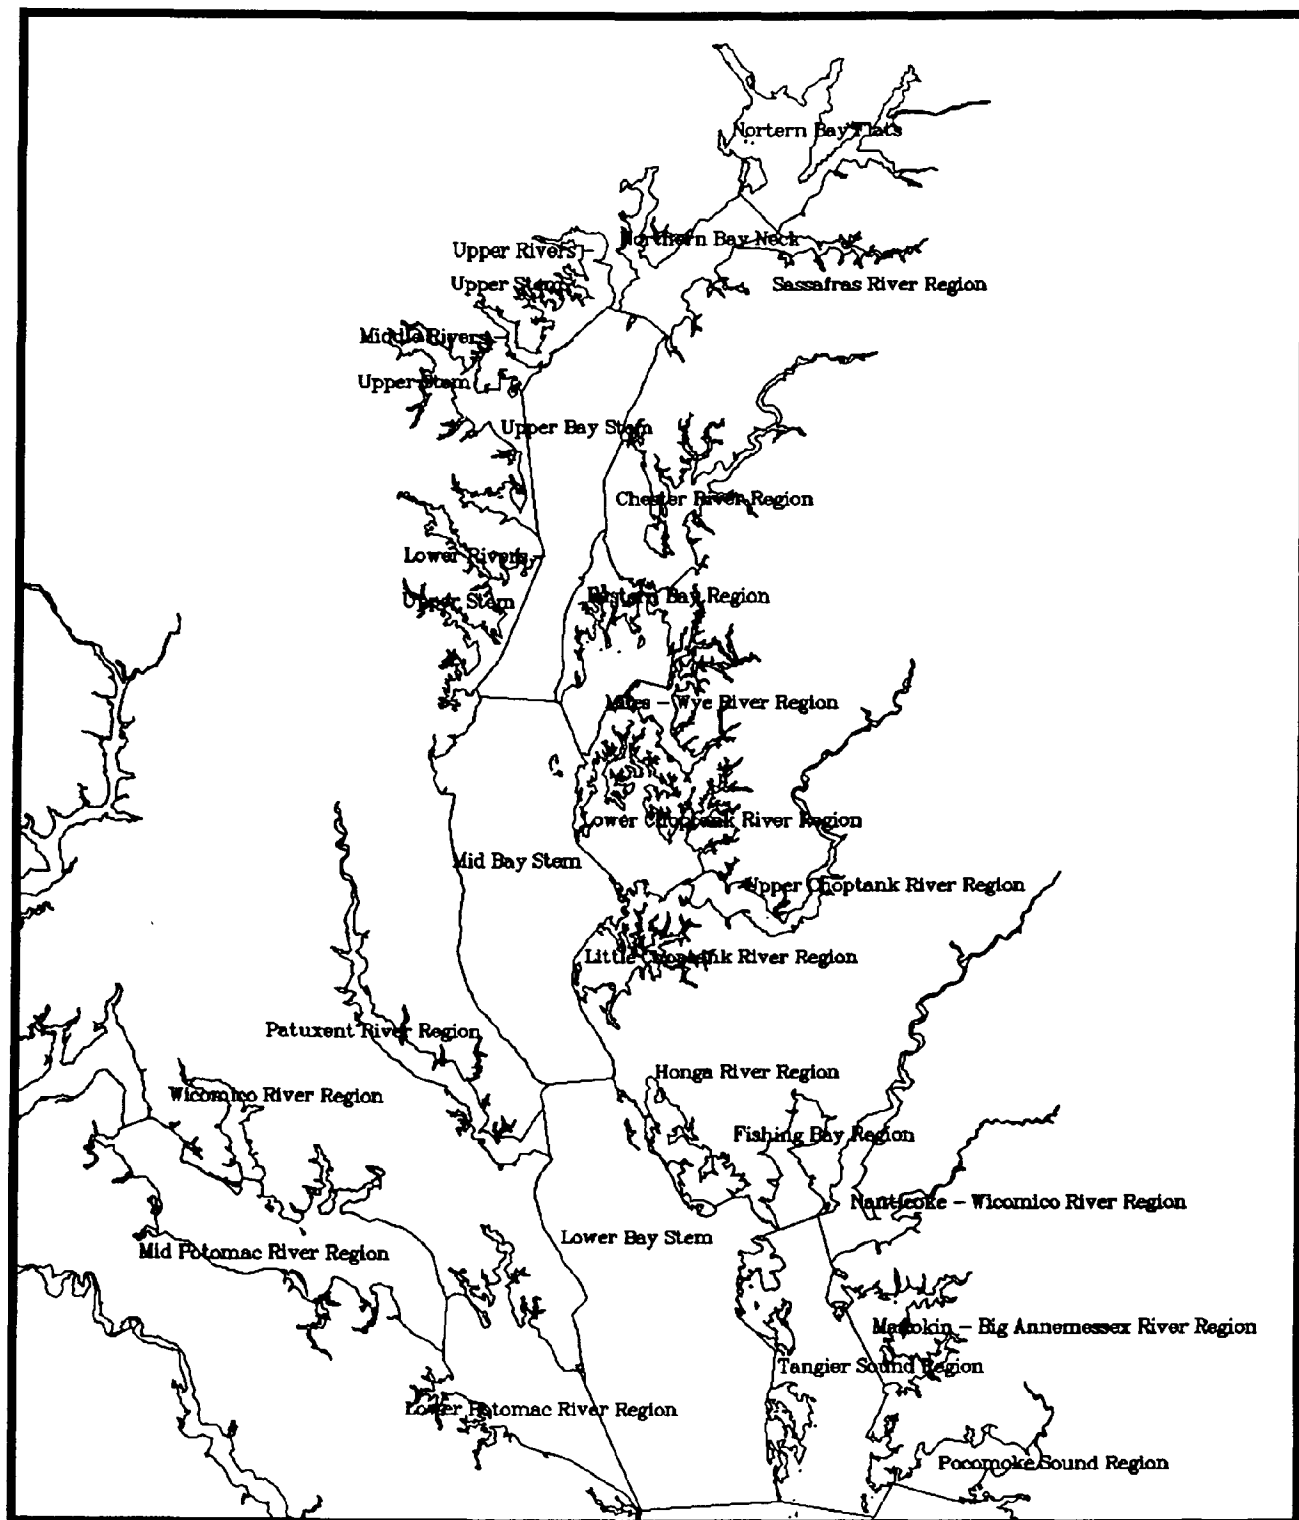 Nortern Bay Flats
Northern Bay Neck
Upper Rivers
Upper Stem
Sassafras River Region
Middle Rivers
Upper Stem
Upper Bay Stem
Chester River Region
Lower Rivers
Upper Stem
Eastern Bay Region
Miles - Wye River Region
Lower Choptank River Region
Mid Bay Stem
Upper Choptank River Region
Little Choptank River Region
Patuxent River Region
Honga River Region
Wicomico River Region
Fishing Bay Region
Nanticoke - Wicomico River Region
Lower Bay Stem
Mid Potomac River Region
Manokin - Big Annemessex River Region
Tangier Sound Region
Lower Potomac River Region
Pocomoke Sound Region